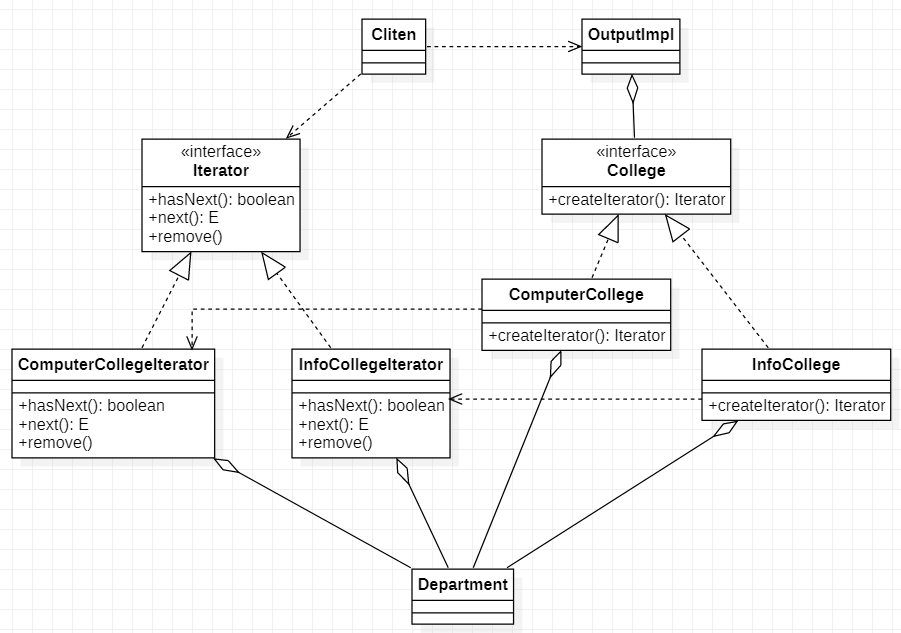 Cliten
OutputImpl
«interface»
Iterator
+hasNext(): boolean
+next(): E
+remove()
«interface»
College
+createIterator(): Iterator
ComputerCollege
+createIterator(): Iterator
ComputerCollegeIterator
+hasNext(): boolean
+next(): E
+remove()
InfoCollegeIterator
+hasNext(): boolean
+next(): E
+remove()
InfoCollege
+createIterator(): Iterator
Department